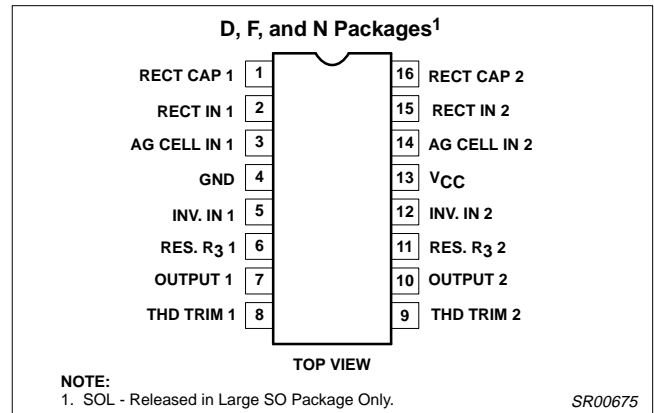 D, F, and N Packages1
RECT CAP 1 1 16 RECT CAP 2
RECT IN 1 2 15 RECT IN 2
AG CELL IN 1 3 14 AG CELL IN 2
GND 4 13 VCC
INV. IN 1 5 12 INV. IN 2
RES. R3 1 6 11 RES. R3 2
OUTPUT 1 7 10 OUTPUT 2
THD TRIM 1 8 9 THD TRIM 2
TOP VIEW
NOTE:
1. SOL - Released in Large SO Package Only.
SR00675